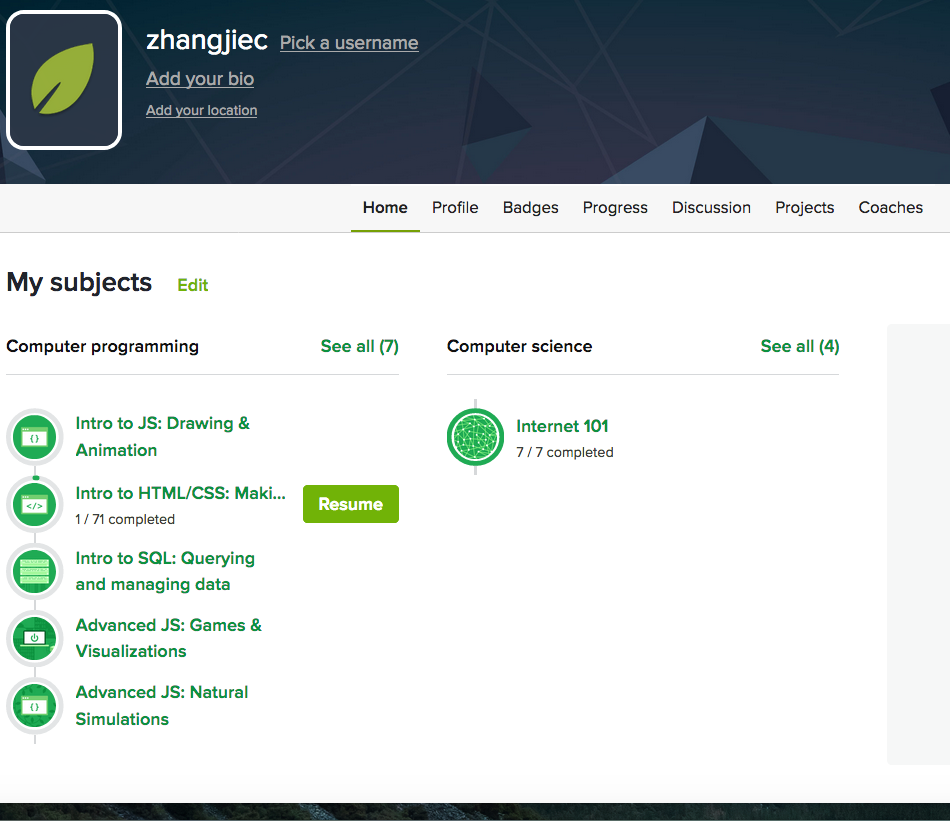 zhangjiec Pick a username
Add your bio
Add your location
Home Profile Badges Progress Discussion Projects Coaches
My subjects Edit
Computer programming See all (7)
Intro to JS: Drawing &
Animation
Intro to HTML/CSS: Maki...
1 / 71 completed
Resume
Intro to SQL: Querying
and managing data
Advanced JS: Games &
Visualizations
Advanced JS: Natural
Simulations
Computer science See all (4)
Internet 101
7 / 7 completed